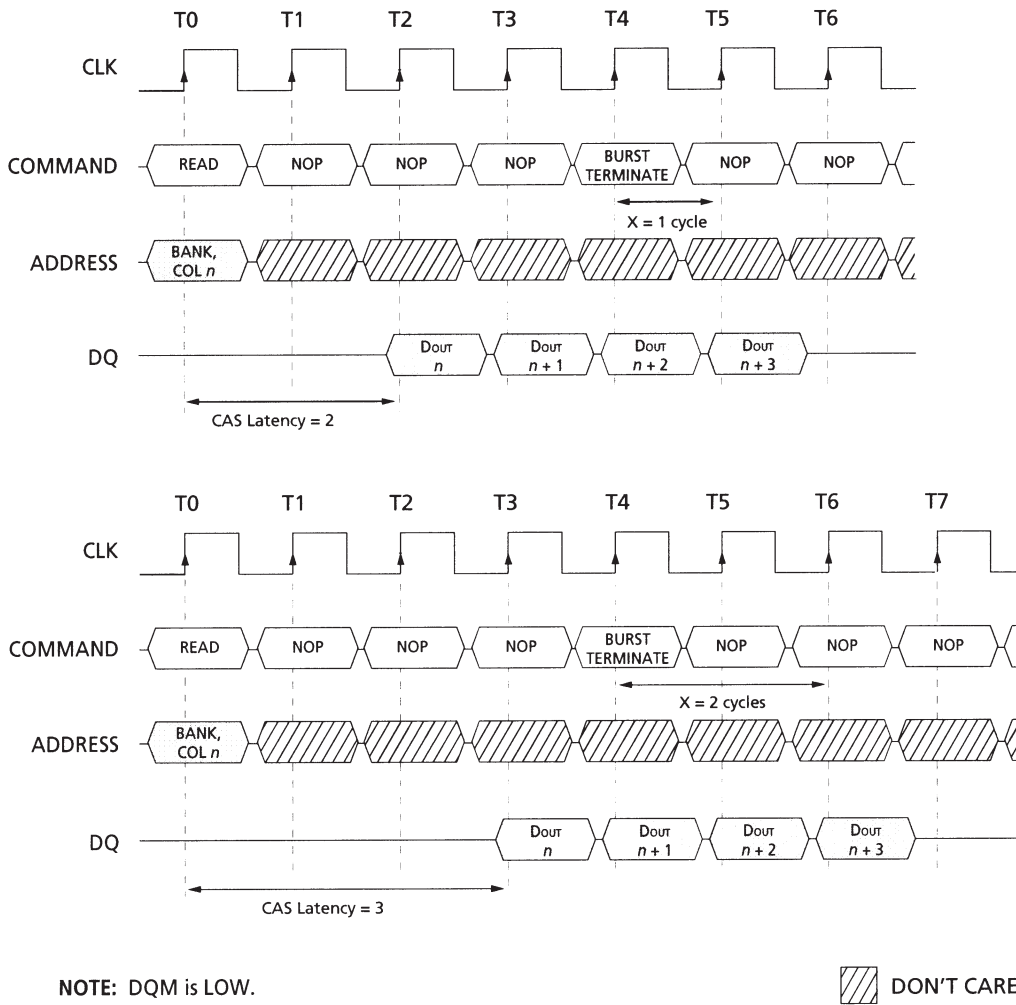 T0 T1 T2 T3 T4 T5 T6
CLK
COMMAND READ NOP NOP NOP BURST TERMINATE NOP NOP
X = 1 cycle
ADDRESS BANK, COL n
DQ DOUT n DOUT n + 1 DOUT n + 2 DOUT n + 3
CAS Latency = 2
T0 T1 T2 T3 T4 T5 T6 T7
CLK
COMMAND READ NOP NOP NOP BURST TERMINATE NOP NOP NOP
X = 2 cycles
ADDRESS BANK, COL n
DQ DOUT n DOUT n + 1 DOUT n + 2 DOUT n + 3
CAS Latency = 3
NOTE: DQM is LOW.
DON'T CARE